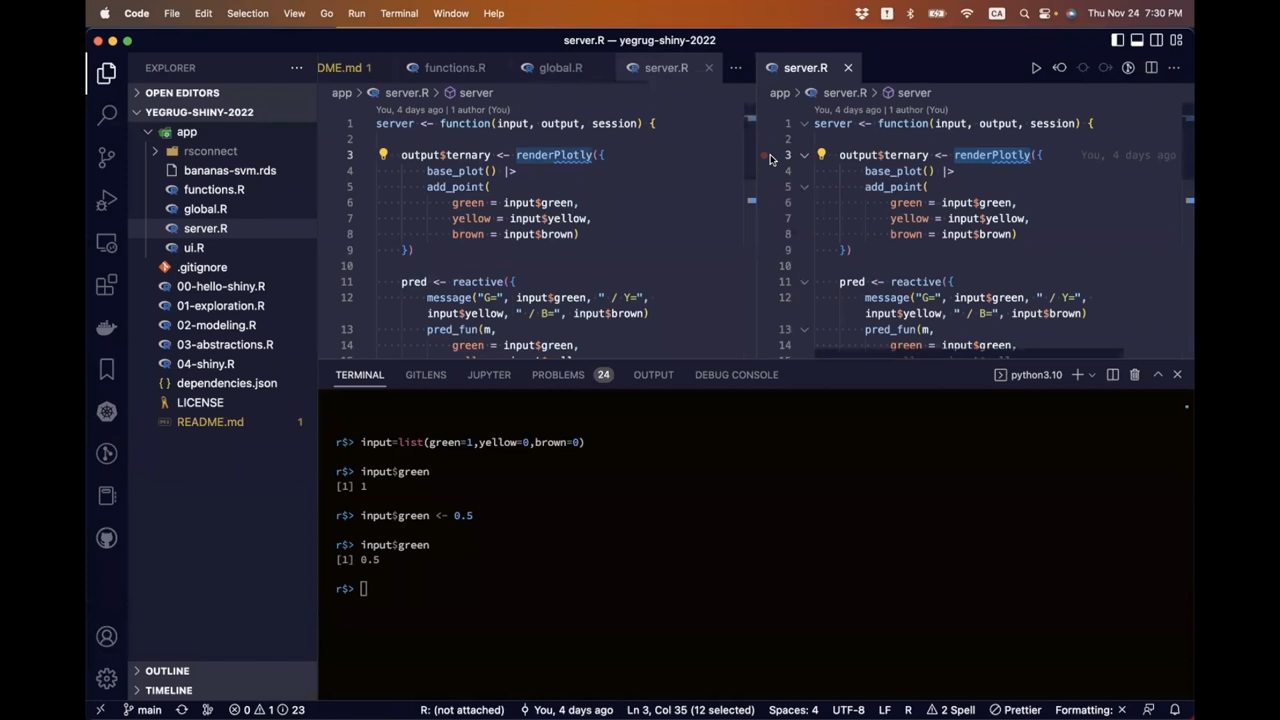 Code File Edit Selection View Go Run Terminal Window Help CA Thu Nov 24 7:30 PM
server.R — yegrug-shiny-2022
EXPLORER
OPEN EDITORS
YEGRUG-SHINY-2022
app
rsconnect
bananas-svm.rds
functions.R
global.R
server.R
ui.R
.gitignore
00-hello-shiny.R
01-exploration.R
02-modeling.R
03-abstractions.R
04-shiny.R
dependencies.json
LICENSE
README.md 1
OUTLINE
TIMELINE
DME.md 1 functions.R global.R server.R
app > server.R > server
You, 4 days ago | 1 author (You)
1 server <- function(input, output, session) {
2
3 output$ternary <- renderPlotly({
4 base_plot() |>
5 add_point(
6 green = input$green,
7 yellow = input$yellow,
8 brown = input$brown)
9 })
10
11 pred <- reactive({
12 message("G=", input$green, " / Y=",
input$yellow, " / B=", input$brown)
13 pred_fun(m,
14 green = input$green,
server.R
app > server.R > server
You, 4 days ago | 1 author (You)
1 server <- function(input, output, session) {
2
3 output$ternary <- renderPlotly({ You, 4 days ago
4 base_plot() |>
5 add_point(
6 green = input$green,
7 yellow = input$yellow,
8 brown = input$brown)
9 })
10
11 pred <- reactive({
12 message("G=", input$green, " / Y=",
input$yellow, " / B=", input$brown)
13 pred_fun(m,
14 green = input$green,
TERMINAL GITLENS JUPYTER PROBLEMS 24 OUTPUT DEBUG CONSOLE python3.10
r$> input=list(green=1,yellow=0,brown=0)
r$> input$green
[1] 1
r$> input$green <- 0.5
r$> input$green
[1] 0.5
r$>
main 0 1 23 R: (not attached) You, 4 days ago Ln 3, Col 35 (12 selected) Spaces: 4 UTF-8 LF R 2 Spell Prettier Formatting: ×